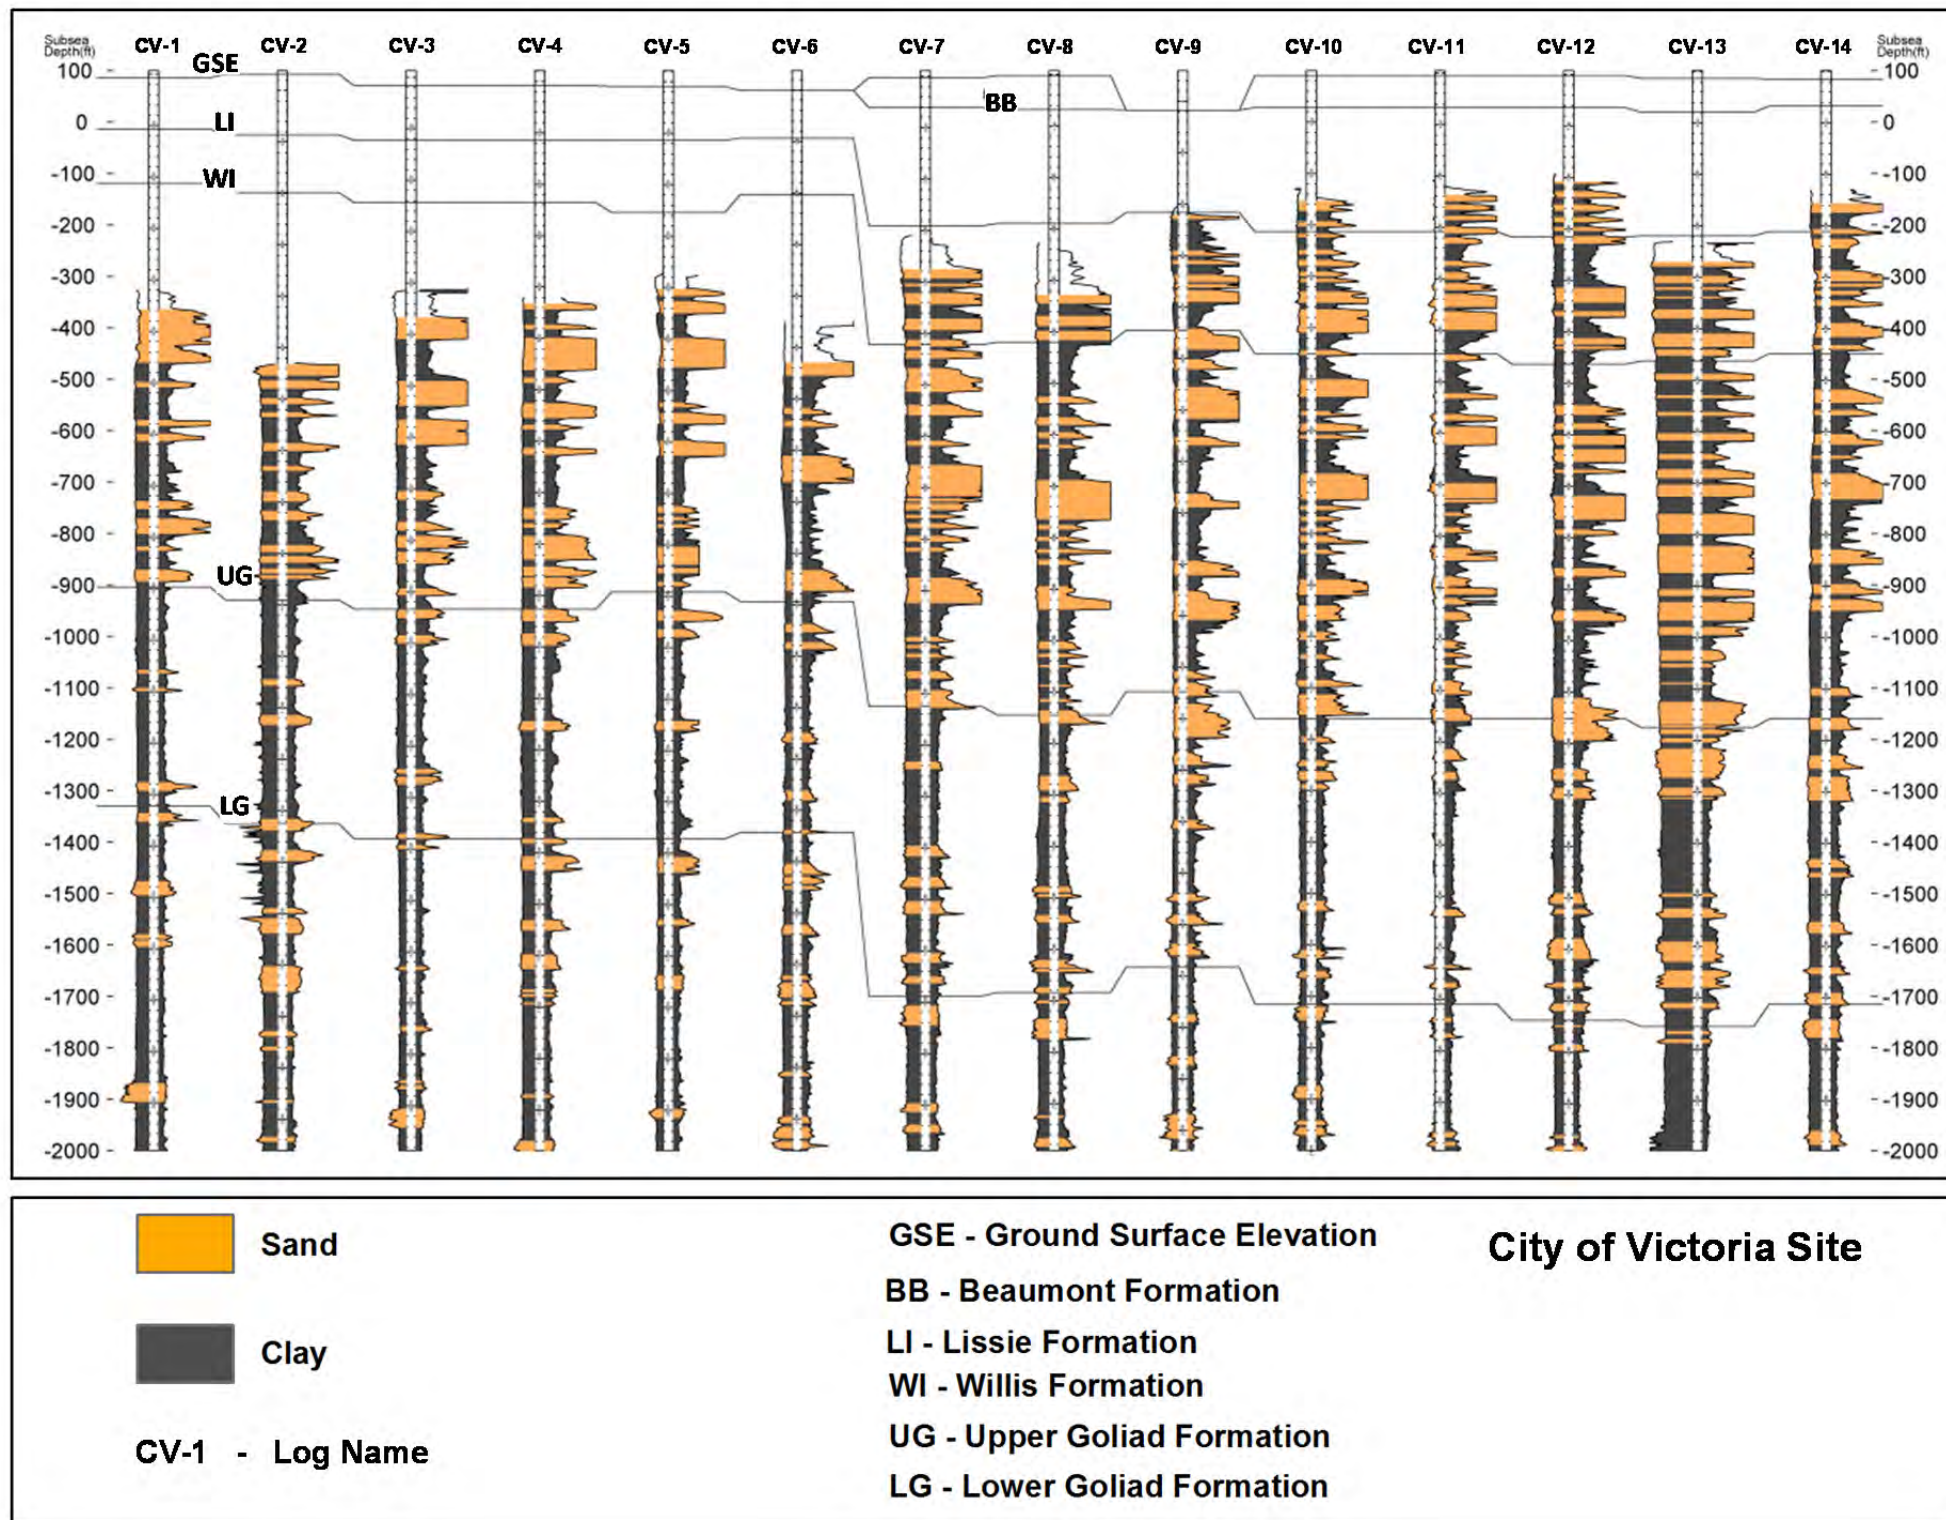 Subsea
Depth(ft)
CV-1 CV-2 CV-3 CV-4 CV-5 CV-6 CV-7 CV-8 CV-9 CV-10 CV-11 CV-12 CV-13 CV-14
Subsea
Depth(ft)
GSE
100 100
BB
LI
0 0
WI
-100 -100
-200 -200
-300 -300
-400 -400
-500 -500
-600 -600
-700 -700
-800 -800
UG
-900 -900
-1000 -1000
-1100 -1100
-1200 -1200
-1300 -1300
LG
-1400 -1400
-1500 -1500
-1600 -1600
-1700 -1700
-1800 -1800
-1900 -1900
-2000 -2000
Sand
Clay
CV-1 - Log Name
GSE - Ground Surface Elevation
BB - Beaumont Formation
LI - Lissie Formation
WI - Willis Formation
UG - Upper Goliad Formation
LG - Lower Goliad Formation
City of Victoria Site